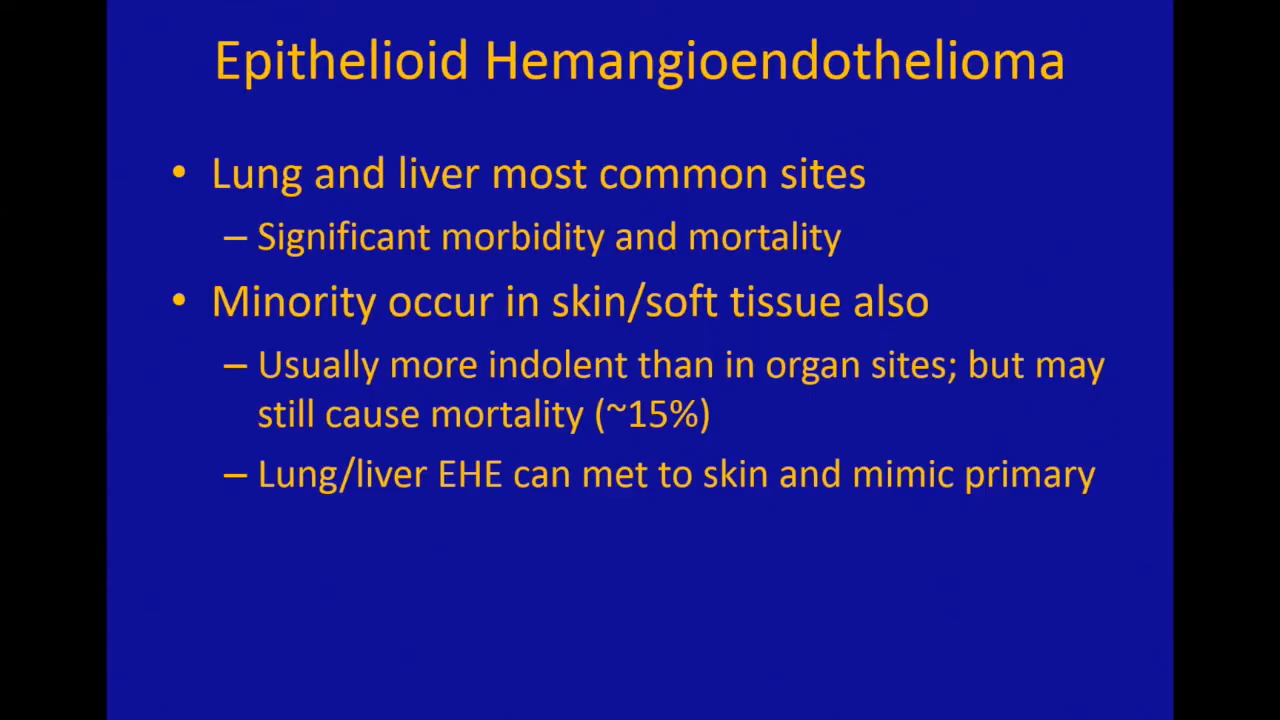 Epithelioid Hemangioendothelioma
• Lung and liver most common sites
– Significant morbidity and mortality
• Minority occur in skin/soft tissue also
– Usually more indolent than in organ sites; but may
still cause mortality (~15%)
– Lung/liver EHE can met to skin and mimic primary